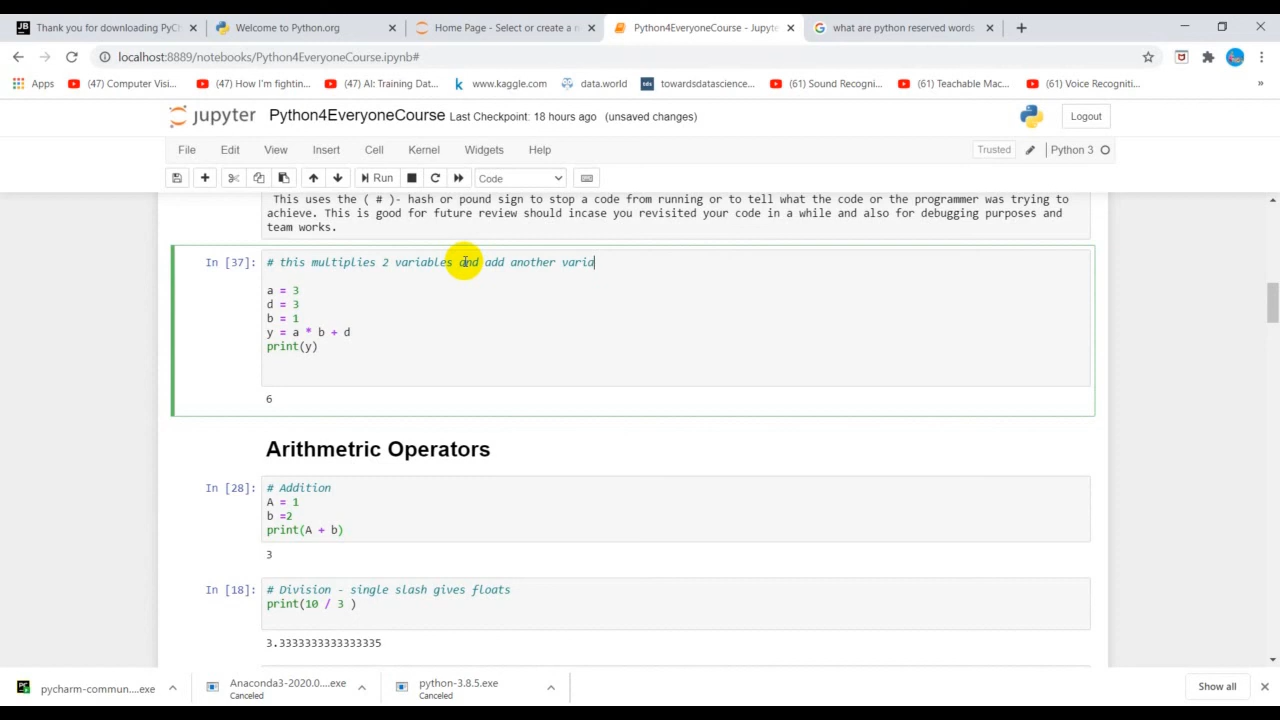 Thank you for downloading PyC
Welcome to Python.org
Home Page - Select or create a n
Python4EveryoneCourse - Jupyte
what are python reserved words
localhost:8889/notebooks/Python4EveryoneCourse.ipynb#
Apps
(47) Computer Visi...
(47) How I'm fightin...
(47) AI: Training Dat...
www.kaggle.com
data.world
towardsdatascience...
(61) Sound Recogni...
(61) Teachable Mac...
(61) Voice Recogniti...
jupyter Python4EveryoneCourse Last Checkpoint: 18 hours ago (unsaved changes)
Logout
File Edit View Insert Cell Kernel Widgets Help
Trusted
Python 3
Run
Code
This uses the ( # )- hash or pound sign to stop a code from running or to tell what the code or the programmer was trying to
achieve. This is good for future review should incase you revisited your code in a while and also for debugging purposes and
team works.
In [37]: # this multiplies 2 variables and add another varia
a = 3
d = 3
b = 1
y = a * b + d
print(y)
6
Arithmetric Operators
In [28]: # Addition
A = 1
b =2
print(A + b)
3
In [18]: # Division - single slash gives floats
print(10 / 3 )
3.3333333333333335
pycharm-commun....exe
Anaconda3-2020.0....exe
Canceled
python-3.8.5.exe
Canceled
Show all